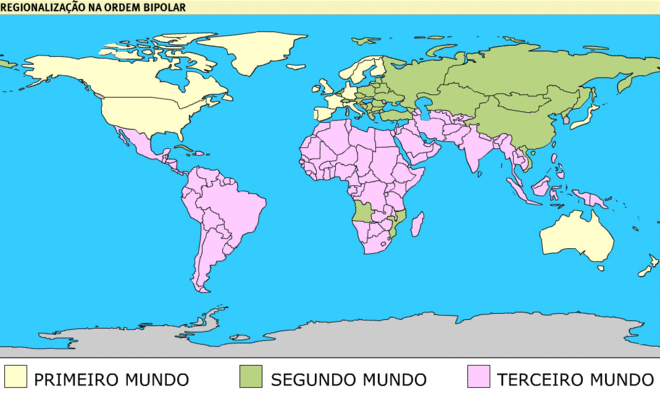 REGIONALIZAÇÃO NA ORDEM BIPOLAR
PRIMEIRO MUNDO
SEGUNDO MUNDO
TERCEIRO MUNDO